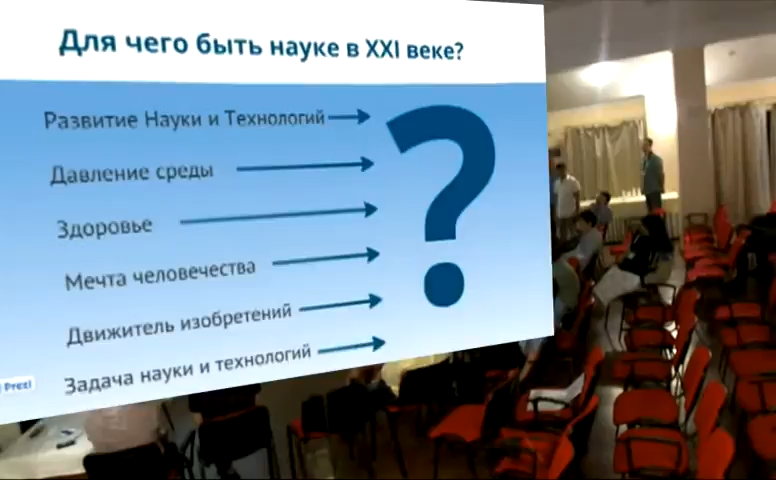 Для чего быть науке в XXI веке?
Развитие Науки и Технологий
Давление среды
Здоровье
Мечта человечества
Движитель изобретений
Задача науки и технологий
Prezi
?